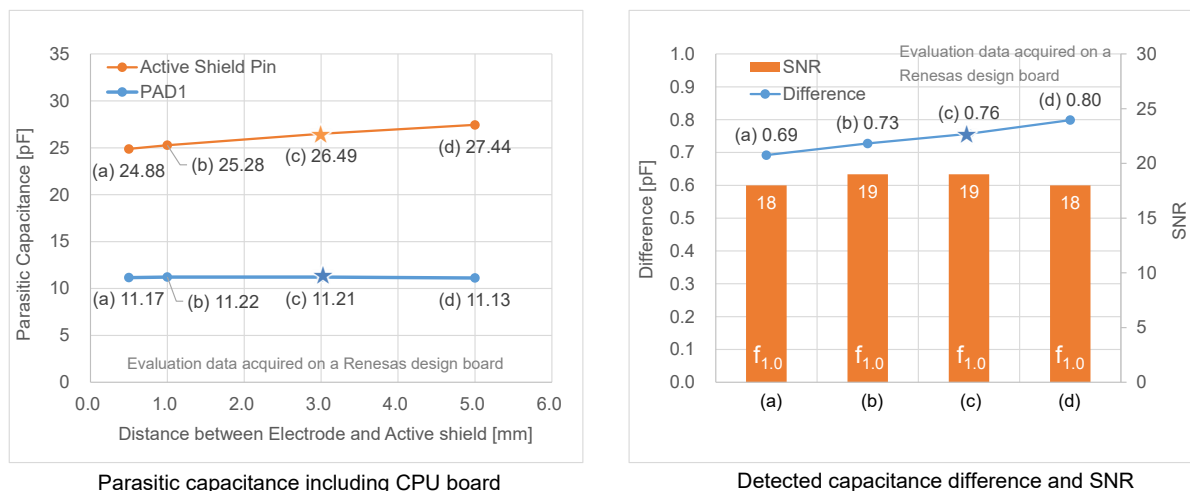 35
30
25
20
15
10
5
0
Parasitic Capacitance [pF]
Active Shield Pin
PAD1
(a) 24.88
(b) 25.28
(c) 26.49
(d) 27.44
(a) 11.17
(b) 11.22
(c) 11.21
(d) 11.13
Evaluation data acquired on a Renesas design board
0.0 1.0 2.0 3.0 4.0 5.0 6.0
Distance between Electrode and Active shield [mm]
Parasitic capacitance including CPU board
1.0
0.9
0.8
0.7
0.6
0.5
0.4
0.3
0.2
0.1
0.0
Difference [pF]
SNR
Difference
Evaluation data acquired on a
Renesas design board
(a) 0.69
(b) 0.73
(c) 0.76
(d) 0.80
18 19 19 18
f1.0 f1.0 f1.0 f1.0
(a) (b) (c) (d)
30
25
20
15
10
5
0
SNR
Detected capacitance difference and SNR